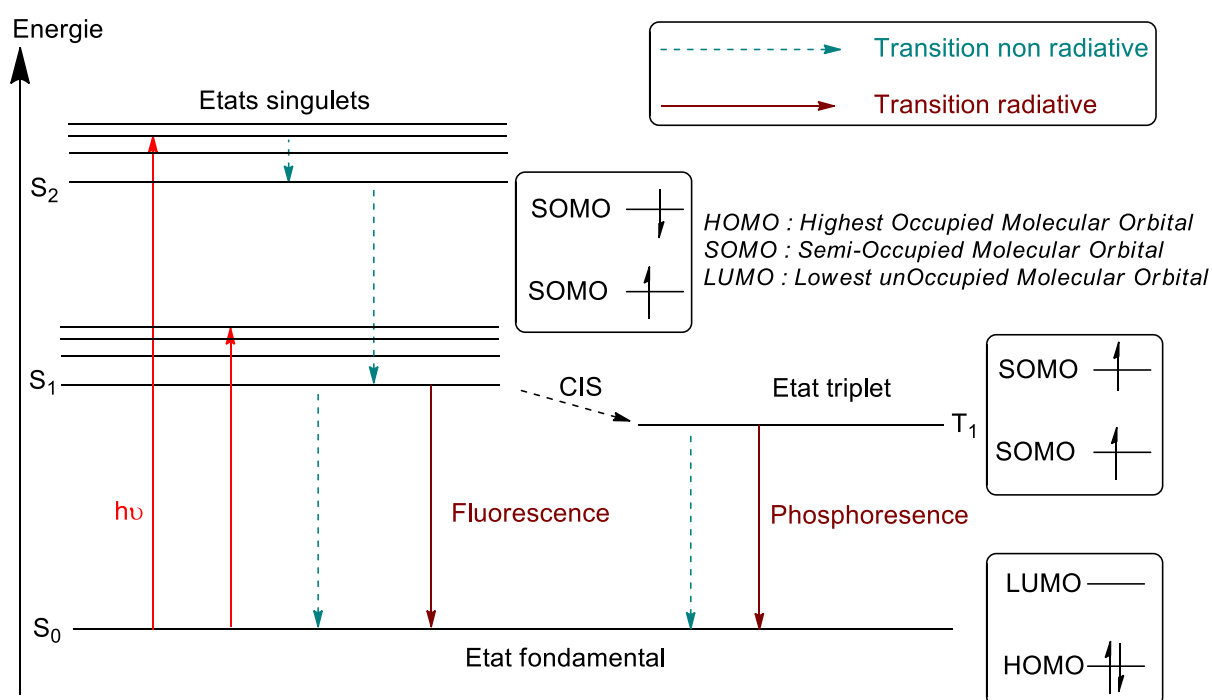 Energie
Transition non radiative
Transition radiative
Etats singulets
S2
SOMO
SOMO
HOMO : Highest Occupied Molecular Orbital
SOMO : Semi-Occupied Molecular Orbital
LUMO : Lowest unOccupied Molecular Orbital
S1
CIS
Etat triplet
T1
SOMO
SOMO
hυ
Fluorescence
Phosphoresence
LUMO
S0
Etat fondamental
HOMO